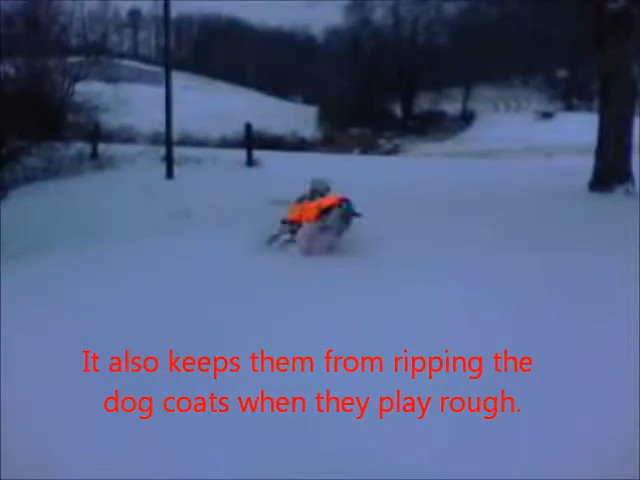 It also keeps them from ripping the
dog coats when they play rough.